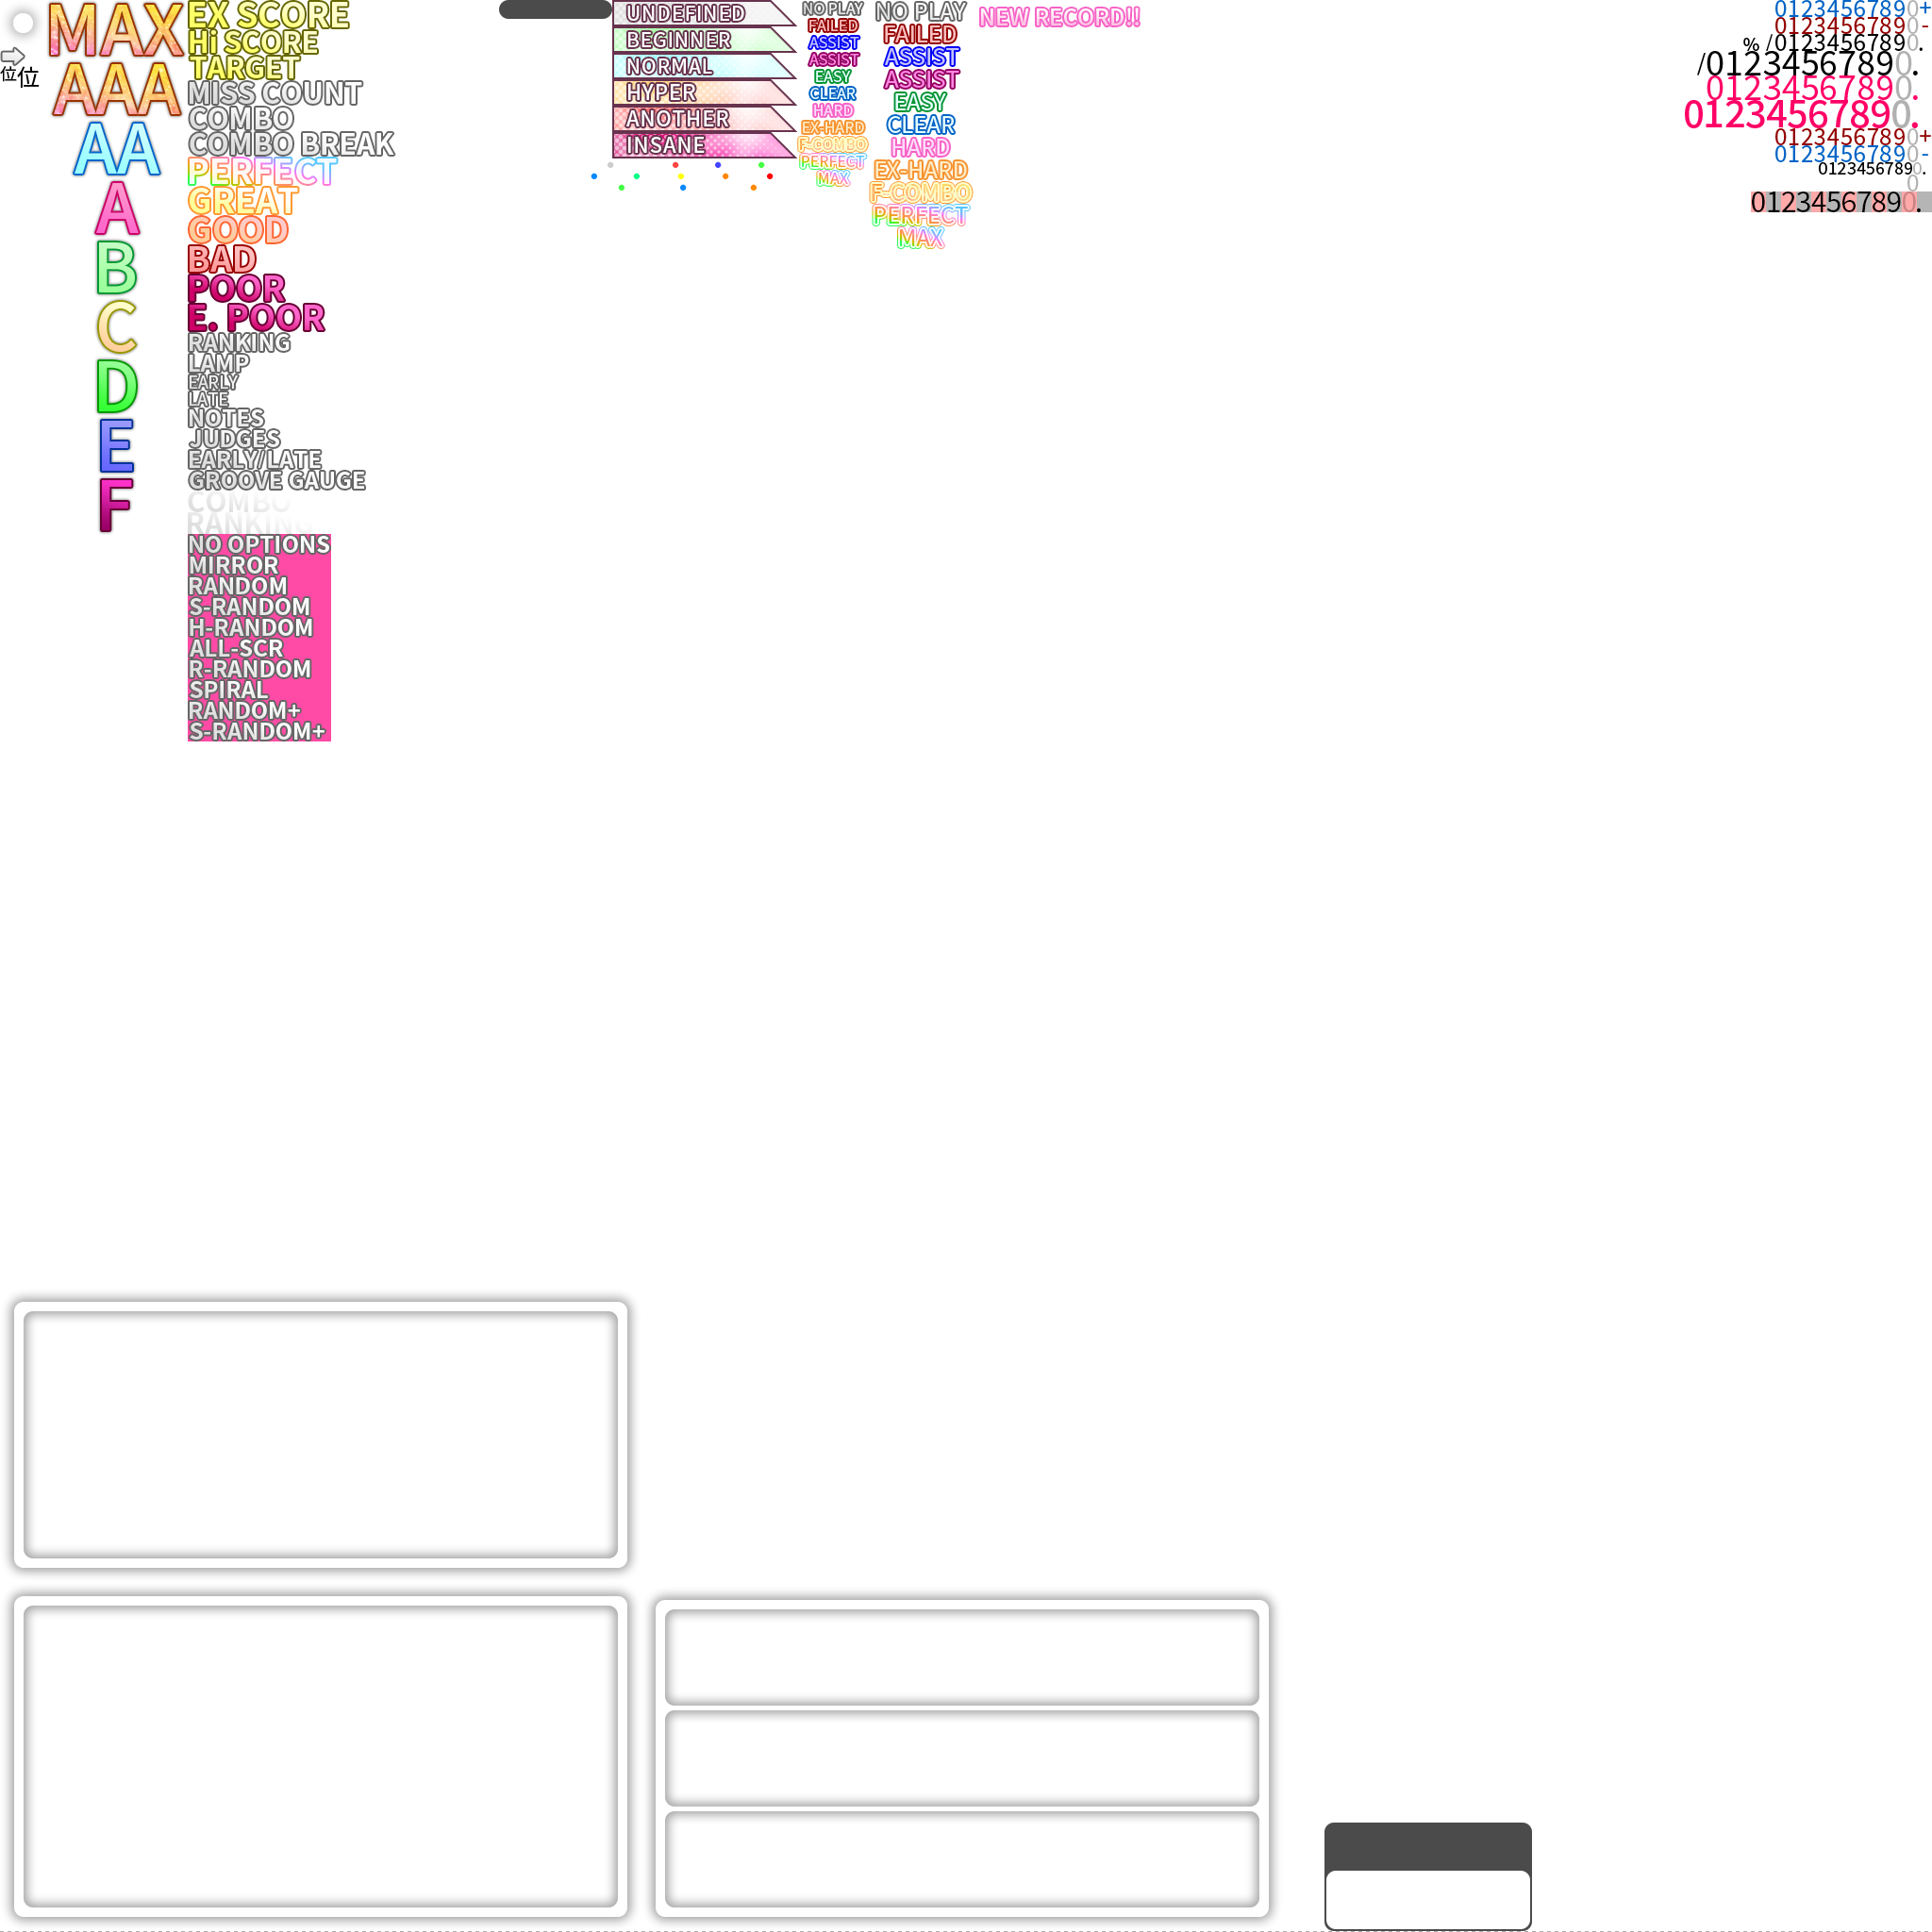 MAX
AAA
AA
A
B
C
D
E
F
位位
EX SCORE
Hi SCORE
TARGET
MISS COUNT
COMBO
COMBO BREAK
PERFECT
GREAT
GOOD
BAD
POOR
E. POOR
RANKING
LAMP
EARLY
LATE
NOTES
JUDGES
EARLY/LATE
GROOVE GAUGE
COMBO
RANKING
NO OPTIONS
MIRROR
RANDOM
S-RANDOM
H-RANDOM
ALL-SCR
R-RANDOM
SPIRAL
RANDOM+
S-RANDOM+
UNDEFINED
BEGINNER
NORMAL
HYPER
ANOTHER
INSANE
NO PLAY
FAILED
ASSIST
ASSIST
EASY
CLEAR
HARD
EX-HARD
F-COMBO
PERFECT
MAX
NO PLAY
FAILED
ASSIST
ASSIST
EASY
CLEAR
HARD
EX-HARD
F-COMBO
PERFECT
MAX
NEW RECORD!!
01234567890+
01234567890-
% /01234567890.
/01234567890.
01234567890.
01234567890.
01234567890+
01234567890-
01234567890.
0
01234567890.